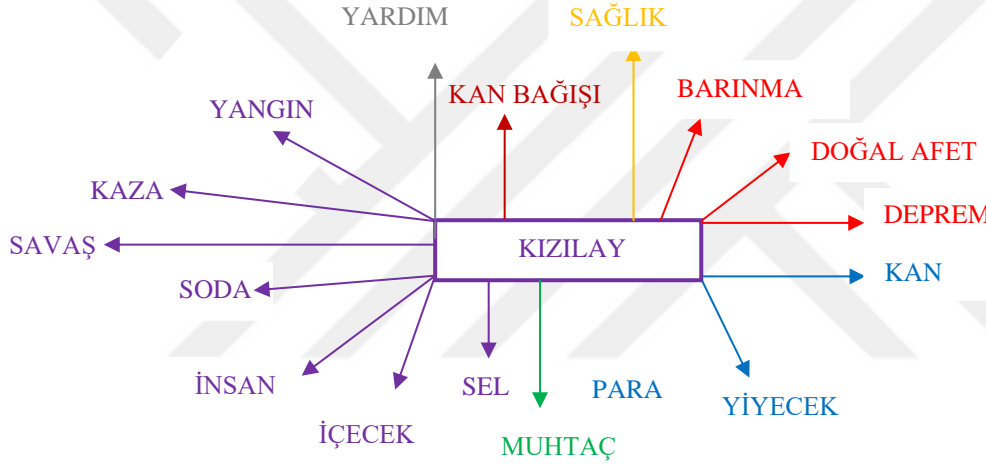 YARDIM
SAĞLIK
KAN BAĞIŞI
BARINMA
YANGIN
DOĞAL AFET
KAZA
DEPREM
SAVAŞ
KIZILAY
KAN
SODA
İNSAN
SEL
PARA
YİYECEK
İÇECEK
MUHTAÇ